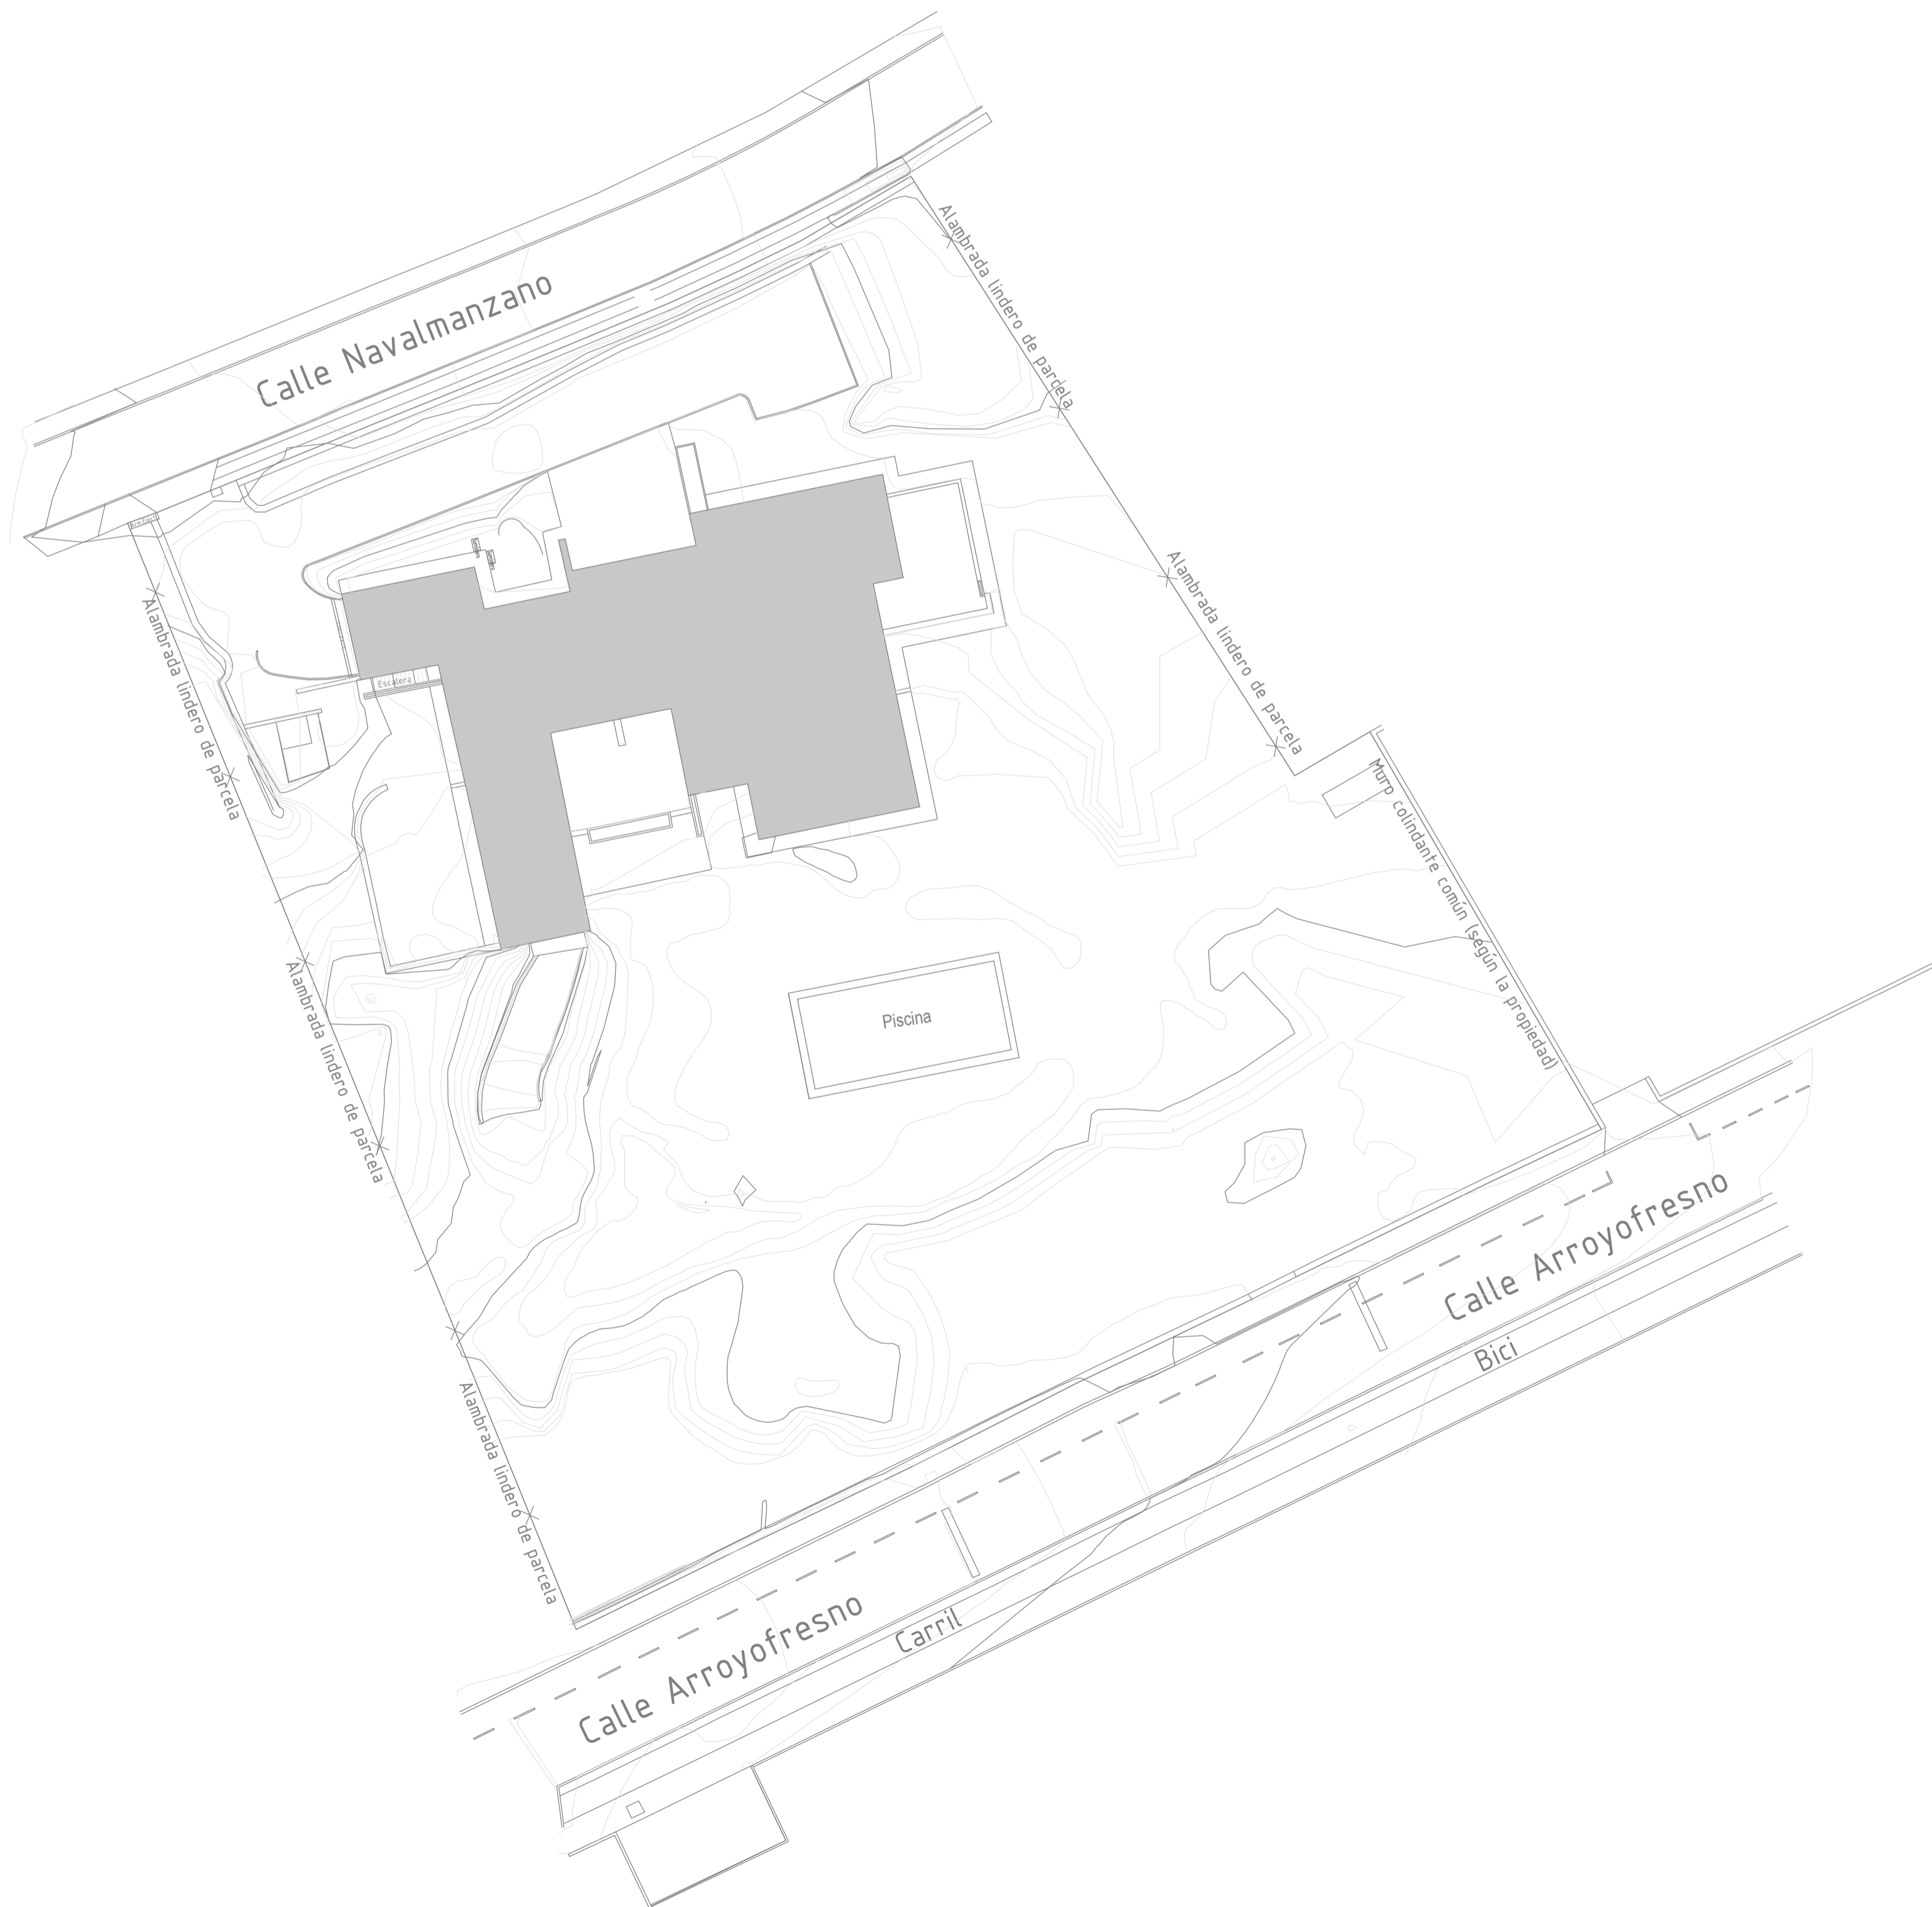 Calle Navalmanzano
Alambrada lindero de parcela
Alambrada lindero de parcela
Alambrada lindero de parcela
Escalera
Alambrada lindero de parcela
Muro colindante común (según la propiedad)
Alambrada lindero de parcela
Piscina
Alambrada lindero de parcela
Calle Arroyofresno
Bici
Calle Arroyofresno
Carril